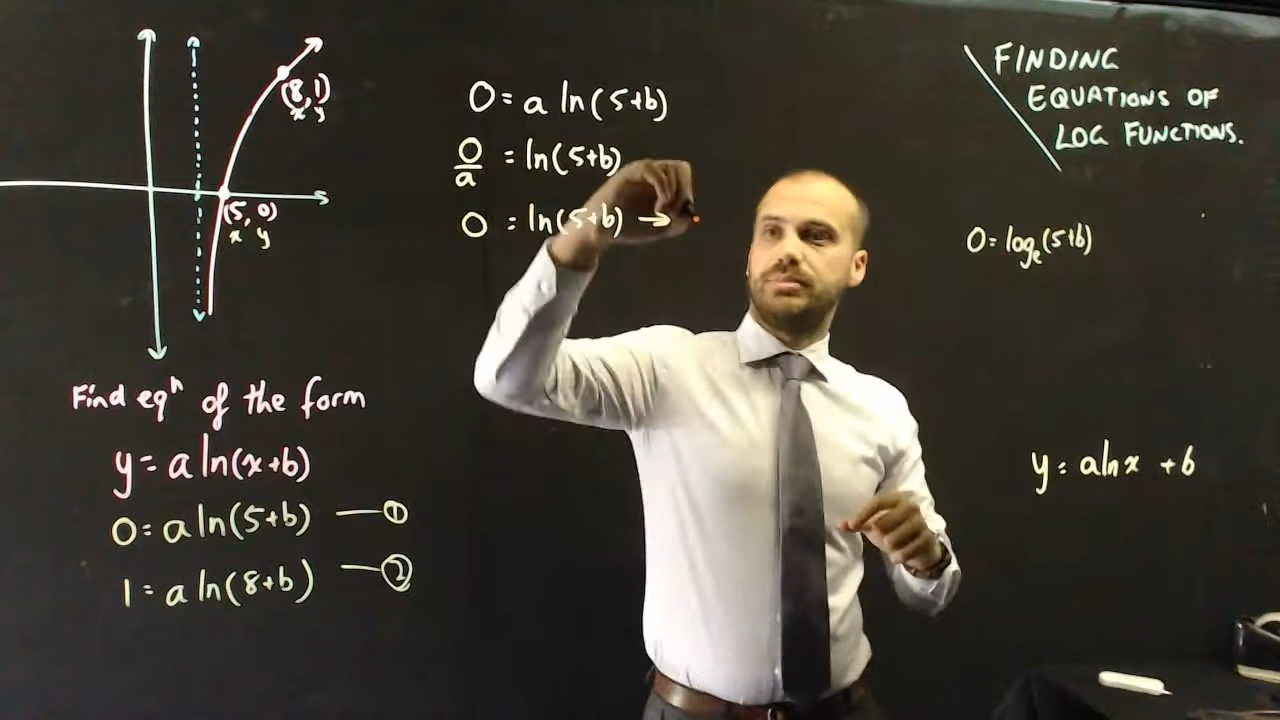 (8, 1)
x y
(5, 0)
x y
Find eqⁿ of the form
y = a ln(x+b)
0 = a ln(5+b) — ①
1 = a ln(8+b) — ②
0 = a ln(5+b)
0/a = ln(5+b)
0 = ln(5+b) →
FINDING
EQUATIONS OF
LOG FUNCTIONS.
0 = logₑ(5+b)
y = a ln x + b